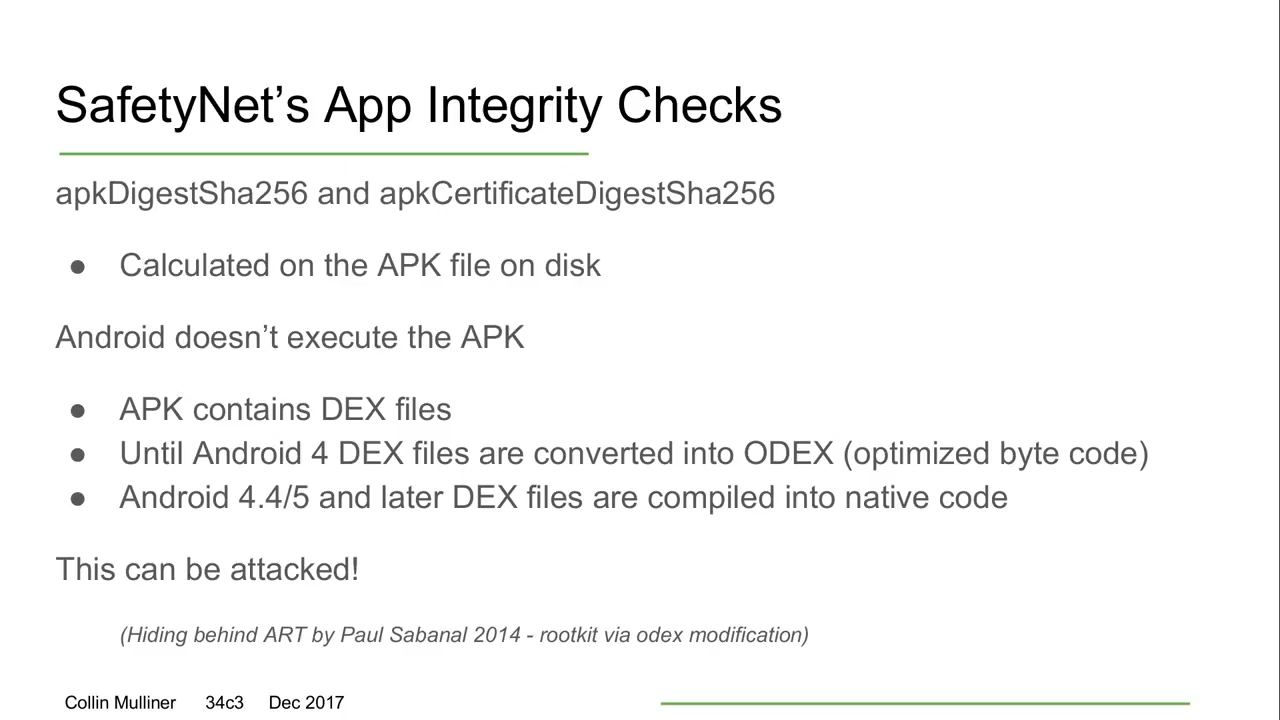 SafetyNet’s App Integrity Checks
apkDigestSha256 and apkCertificateDigestSha256
● Calculated on the APK file on disk
Android doesn’t execute the APK
● APK contains DEX files
● Until Android 4 DEX files are converted into ODEX (optimized byte code)
● Android 4.4/5 and later DEX files are compiled into native code
This can be attacked!
(Hiding behind ART by Paul Sabanal 2014 - rootkit via odex modification)
Collin Mulliner 34c3 Dec 2017